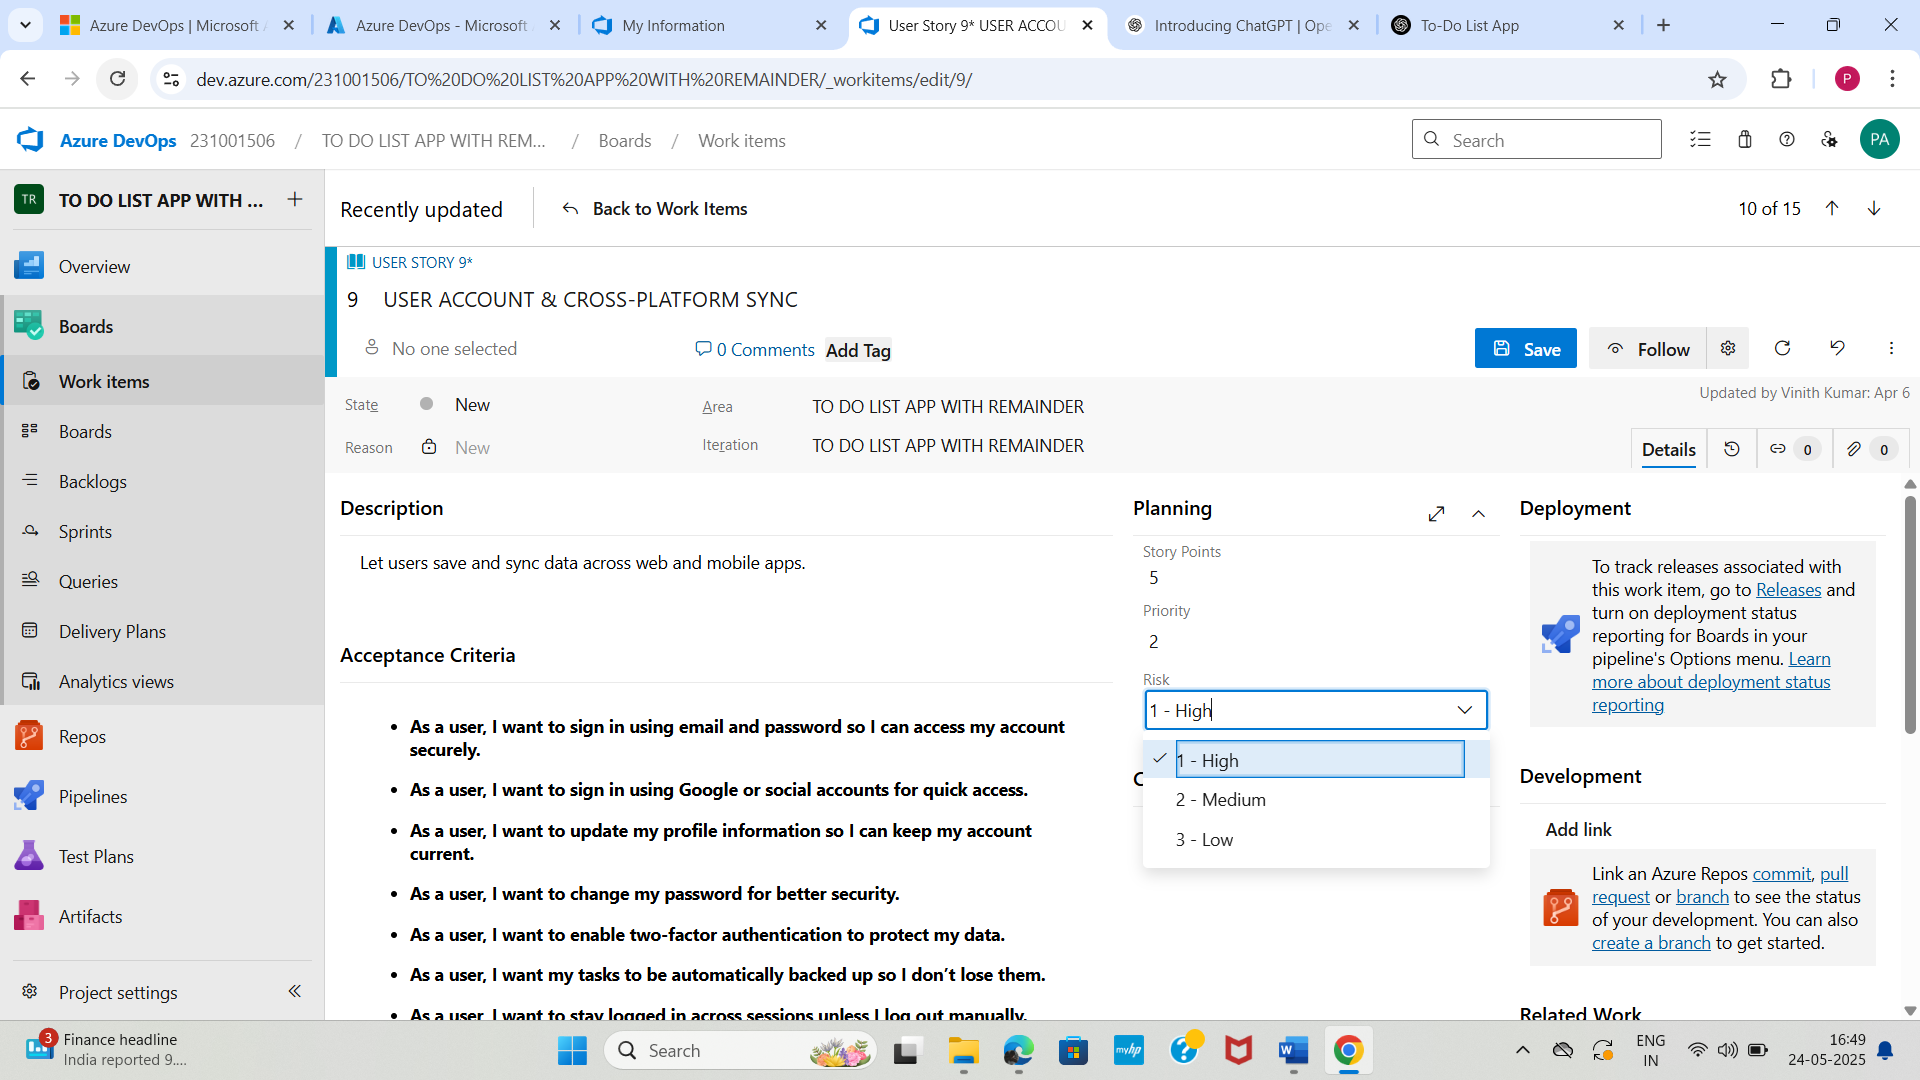 Azure DevOps | Microsoft A
Azure DevOps - Microsoft
My Information
User Story 9* USER ACCOU
Introducing ChatGPT | Ope
To-Do List App
dev.azure.com/231001506/TO%20DO%20LIST%20APP%20WITH%20REMAINDER/_workitems/edit/9/
P
Azure DevOps 231001506 / TO DO LIST APP WITH REM... / Boards / Work items
Search
PA
TR TO DO LIST APP WITH ... +
Overview
Boards
Work items
Boards
Backlogs
Sprints
Queries
Delivery Plans
Analytics views
Repos
Pipelines
Test Plans
Artifacts
Project settings
Recently updated
Back to Work Items
10 of 15
USER STORY 9*
9 USER ACCOUNT & CROSS-PLATFORM SYNC
No one selected
0 Comments
Add Tag
Save
Follow
State New
Reason New
Area TO DO LIST APP WITH REMAINDER
Iteration TO DO LIST APP WITH REMAINDER
Updated by Vinith Kumar: Apr 6
Details
0
0
Description
Let users save and sync data across web and mobile apps.
Acceptance Criteria
• As a user, I want to sign in using email and password so I can access my account
securely.
• As a user, I want to sign in using Google or social accounts for quick access.
• As a user, I want to update my profile information so I can keep my account
current.
• As a user, I want to change my password for better security.
• As a user, I want to enable two-factor authentication to protect my data.
• As a user, I want my tasks to be automatically backed up so I don’t lose them.
• As a user, I want to stay logged in across sessions unless I log out manually.
Planning
Story Points
5
Priority
2
Risk
1 - High
1 - High
2 - Medium
3 - Low
C
Deployment
To track releases associated with
this work item, go to Releases and
turn on deployment status
reporting for Boards in your
pipeline's Options menu. Learn
more about deployment status
reporting
Development
Add link
Link an Azure Repos commit, pull
request or branch to see the status
of your development. You can also
create a branch to get started.
Related Work
3
Finance headline
India reported 9....
Search
myhp
W
ENG
IN
16:49
24-05-2025